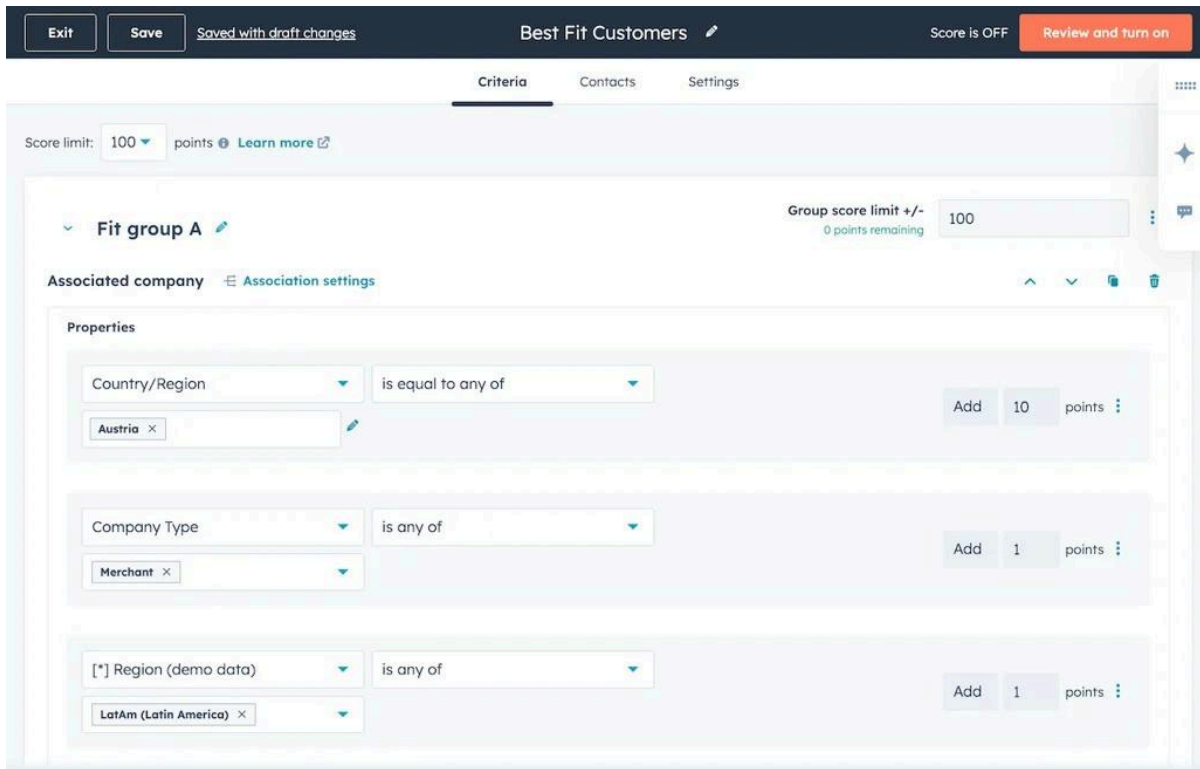 Exit Save Saved with draft changes Best Fit Customers Score is OFF Review and turn on
Criteria Contacts Settings
Score limit: 100 points Learn more
Fit group A Group score limit +/- 100
0 points remaining
Associated company Association settings
Properties
Country/Region is equal to any of
Add 10 points
Austria ×
Company Type is any of
Add 1 points
Merchant ×
[*] Region (demo data) is any of
Add 1 points
LatAm (Latin America) ×